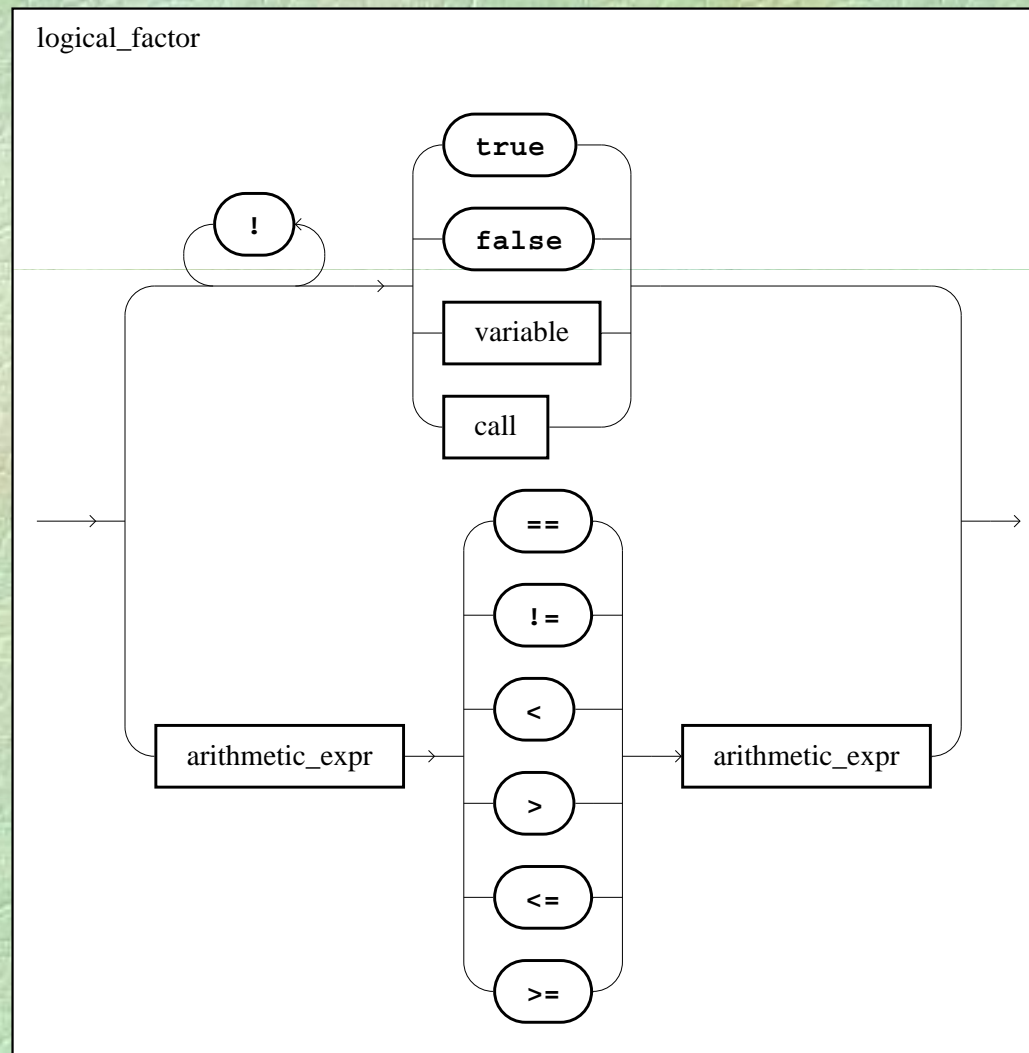 logical_factor
true
!
false
variable
call
==
!=
<
arithmetic_expr
arithmetic_expr
>
<=
>=